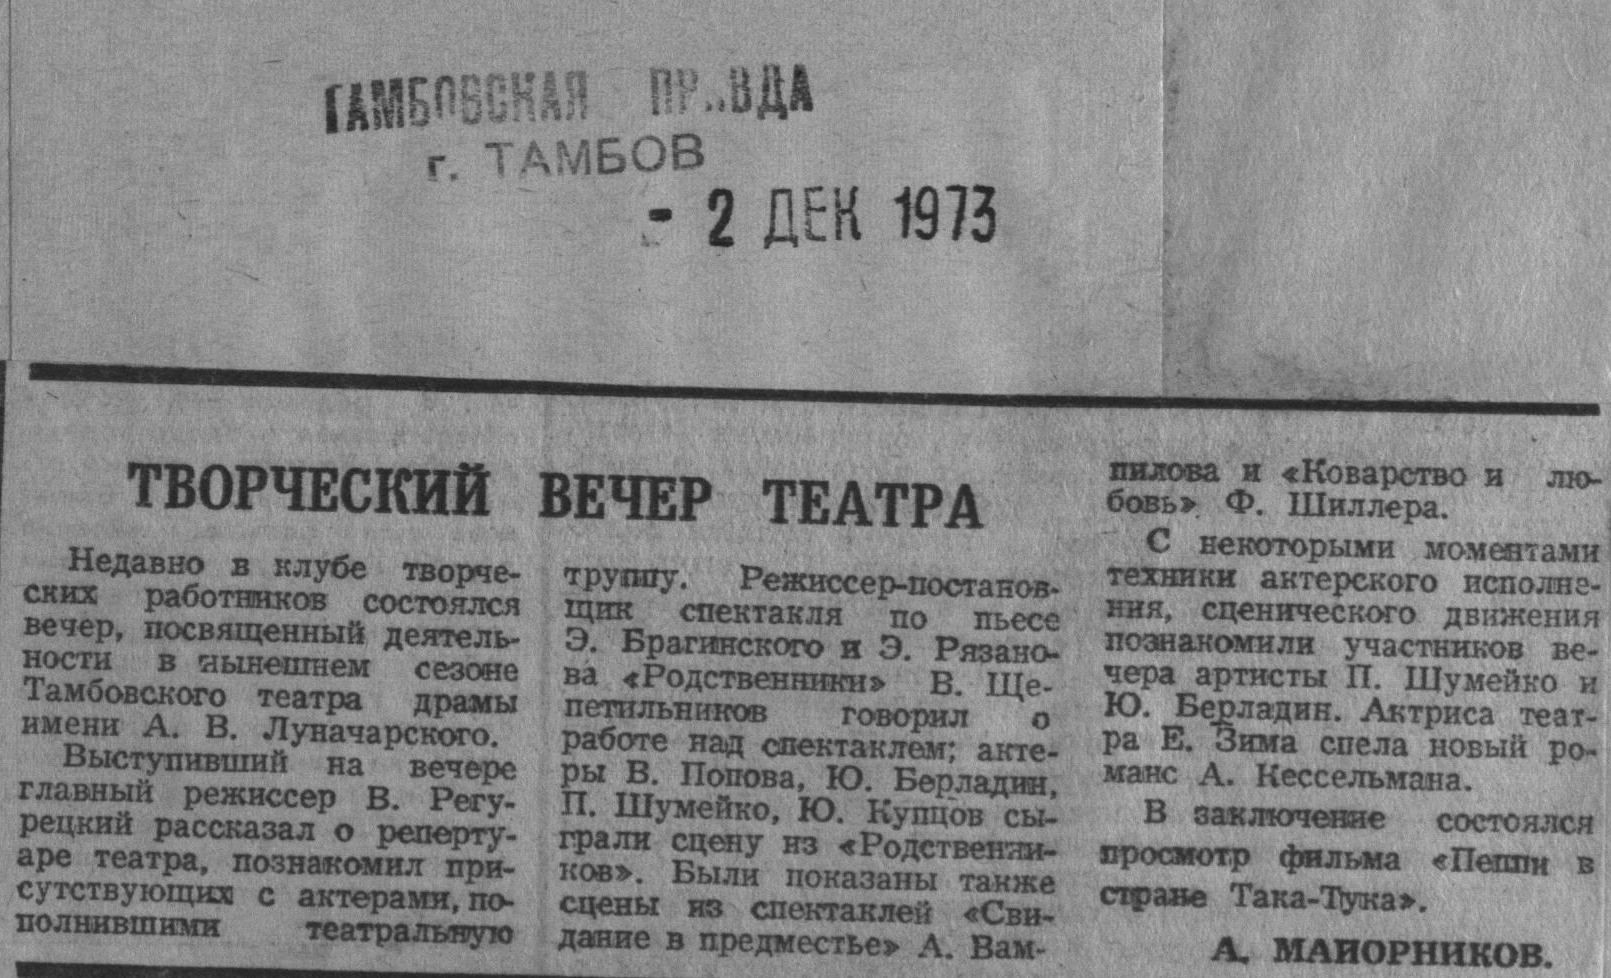 ТАМБОВСКАЯ ПРАВДА
г. ТАМБОВ
- 2 ДЕК 1973
ТВОРЧЕСКИЙ ВЕЧЕР ТЕАТРА
Недавно в клубе творче-
ских работников состоялся
вечер, посвященный деятель-
ности в нынешнем сезоне
Тамбовского театра драмы
имени А. В. Луначарского.
Выступивший на вечере
главный режиссер В. Регу-
рецкий рассказал о реперту-
аре театра, познакомил при-
сутствующих с актерами, по-
полнившими театральную
труппу. Режиссер-постанов-
щик спектакля по пьесе
Э. Брагинского и Э. Рязано-
ва «Родственники» В. Ще-
петильников говорил о
работе над спектаклем; акте-
ры В. Попова, Ю. Берладин,
П. Шумейко, Ю. Купцов сы-
грали сцену из «Родственни-
ков». Были показаны также
сцены из спектаклей «Сви-
дание в предместье» А. Вам-
пилова и «Коварство и лю-
бовь» Ф. Шиллера.
С некоторыми моментами
техники актерского исполне-
ния, сценического движения
познакомили участников ве-
чера артисты П. Шумейко и
Ю. Берладин. Актриса теат-
ра Е. Зима спела новый ро-
манс А. Кессельмана.
В заключение состоялся
просмотр фильма «Пеппи в
стране Така-Тука».
А. МАЙОРНИКОВ.